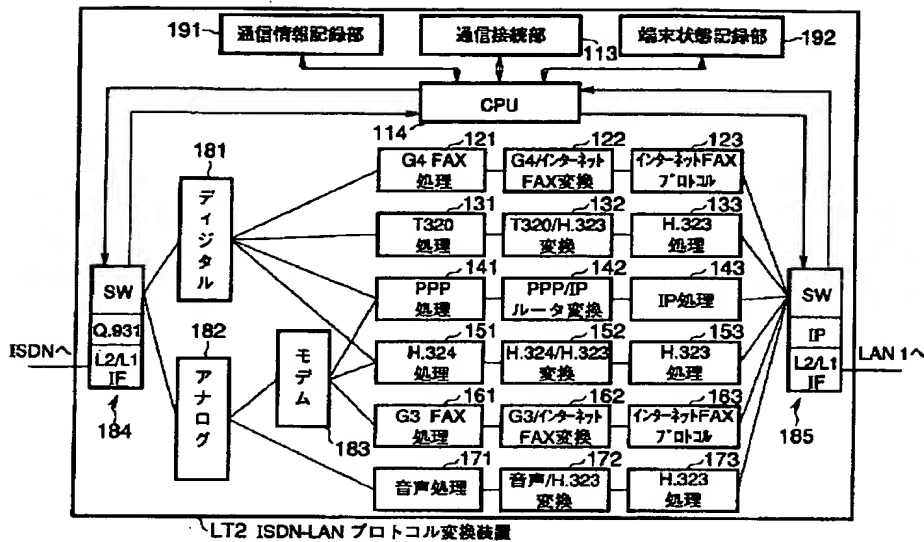 191
通信情報記録部
通信接続部
113
端末状態記録部
192
CPU
114
181
ディジタル
121
G4 FAX
処理
122
G4/インターネット
FAX変換
123
インターネットFAX
プロトコル
131
T320
処理
132
T320/H.323
変換
133
H.323
処理
141
PPP
処理
142
PPP/IP
ルータ変換
143
IP処理
151
H.324
処理
152
H.324/H.323
変換
153
H.323
処理
161
G3 FAX
処理
162
G3/インターネット
FAX変換
163
インターネットFAX
プロトコル
171
音声処理
172
音声/H.323
変換
173
H.323
処理
SW
Q.931
L2/L1
IF
ISDNへ
184
182
アナログ
モデム
183
SW
IP
L2/L1
IF
LAN 1へ
185
LT2 ISDN-LAN プロトコル変換装置